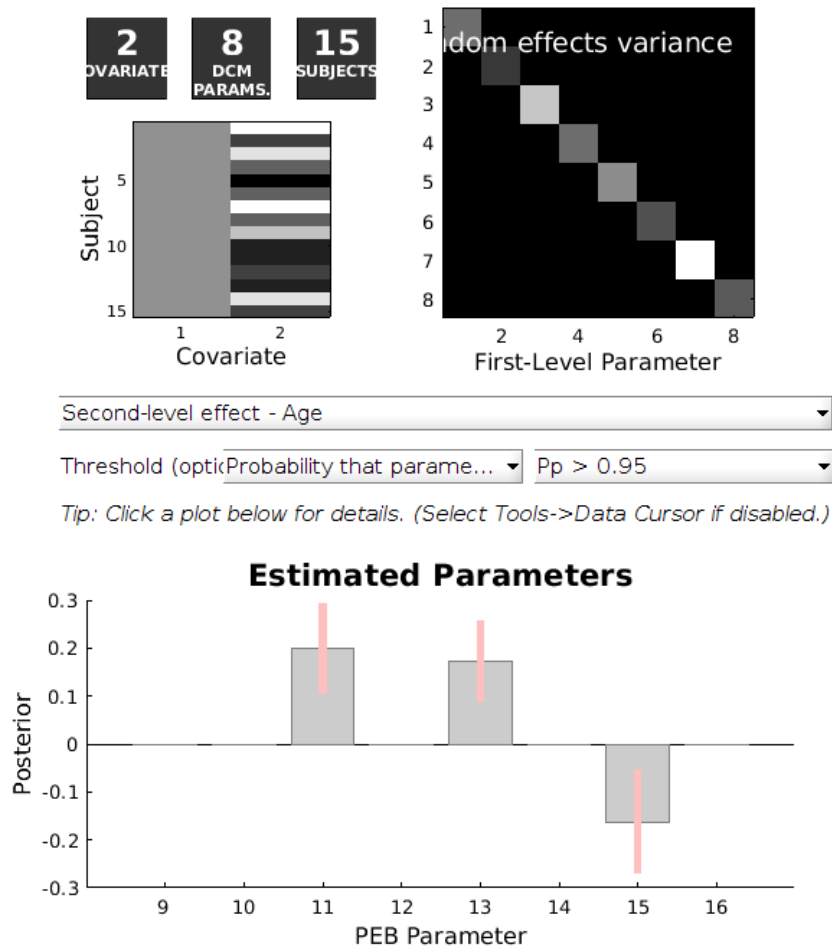 2
OVARIATE
8
DCM
PARAMS.
15
SUBJECTS
5
10
15
Subject
1 2
Covariate
1
2
3
4
5
6
7
8
ndom effects variance
2 4 6 8
First-Level Parameter
Second-level effect - Age
Threshold (optic
Probability that parame...
Pp > 0.95
Tip: Click a plot below for details. (Select Tools->Data Cursor if disabled.)
Estimated Parameters
0.3
0.2
0.1
0
-0.1
-0.2
-0.3
Posterior
9 10 11 12 13 14 15 16
PEB Parameter